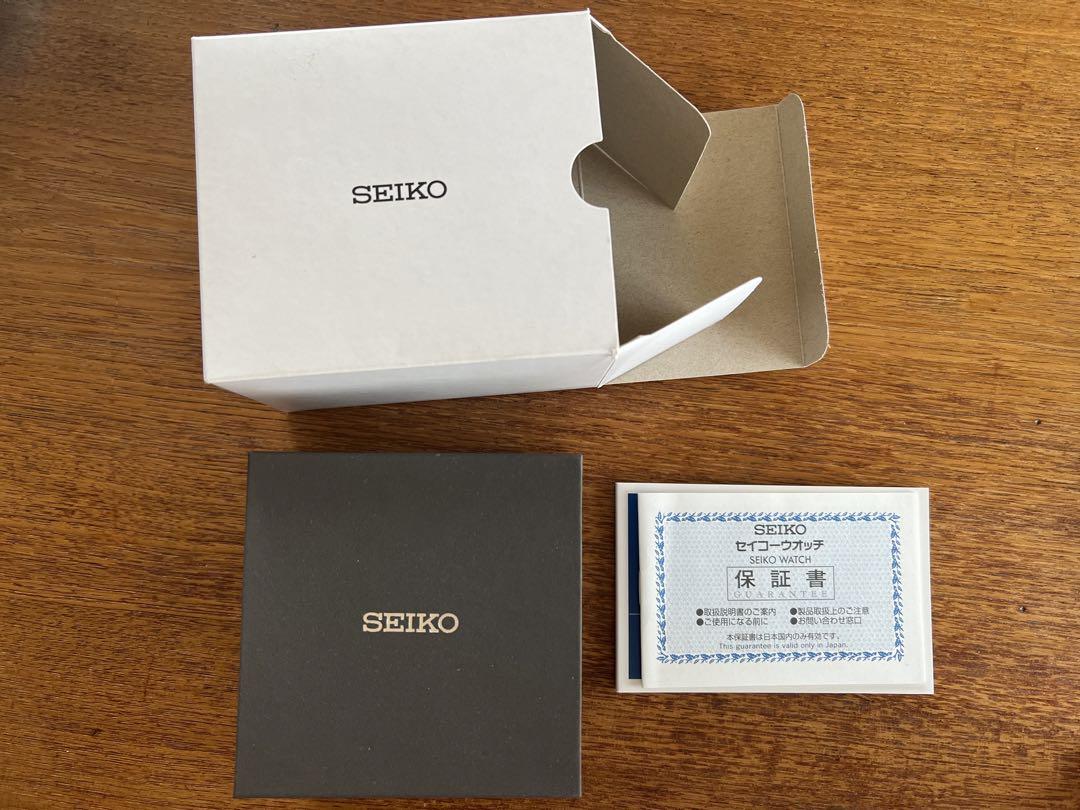 SEIKO
SEIKO
SEIKO
セイコーウオッチ
SEIKO WATCH
保証書
GUARANTEE
●取扱説明書のご案内 ●製品取扱上のご注意
●ご使用になる前に ●お問い合わせ窓口
本保証書は日本国内のみ有効です。
This guarantee is valid only in Japan.